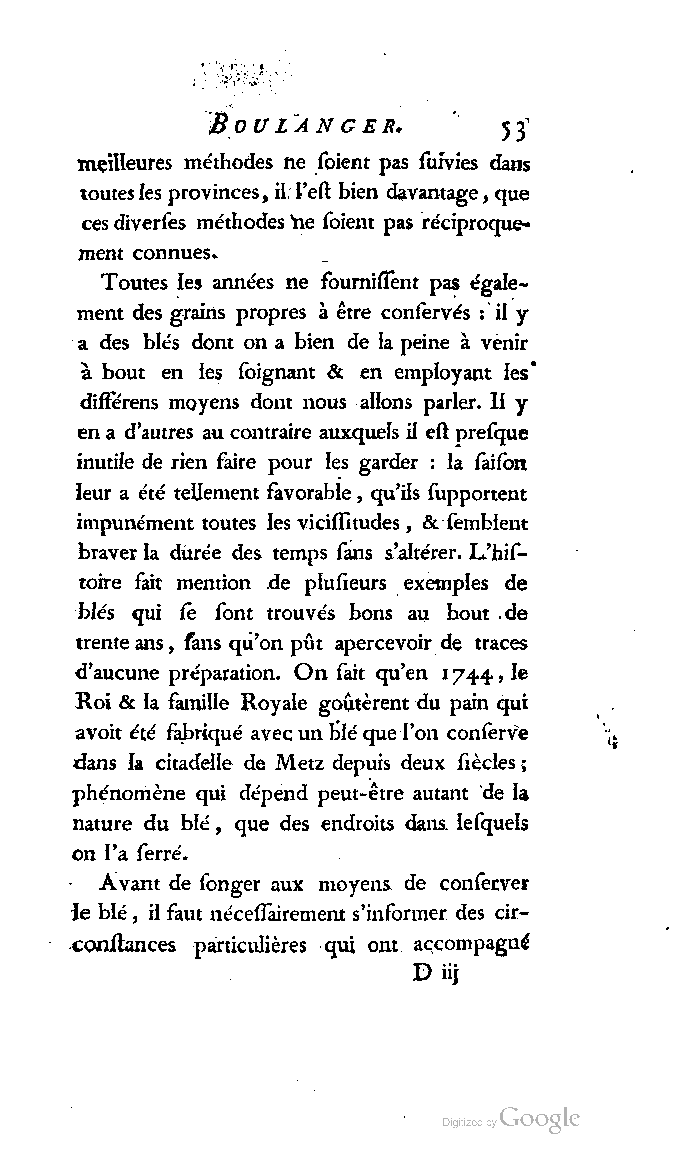 BOULANGER. 53
meilleures méthodes ne ſoient pas ſuivies dans
toutes les provinces, il l'eſt bien davantage, que
ces diverſes méthodes ne ſoient pas réciproque-
ment connues.
Toutes les années ne fourniſſent pas égale-
ment des grains propres à être conſervés : il y
a des blés dont on a bien de la peine à venir
à bout en les ſoignant & en employant les
différens moyens dont nous allons parler. Il y
en a d'autres au contraire auxquels il eſt preſque
inutile de rien faire pour les garder : la ſaiſon
leur a été tellement favorable, qu'ils ſupportent
impunément toutes les viciſſitudes, & ſemblent
braver la durée des temps ſans s'altérer. L'hiſ-
toire fait mention de pluſieurs exemples de
blés qui ſe ſont trouvés bons au bout de
trente ans, ſans qu'on pût apercevoir de traces
d'aucune préparation. On ſait qu'en 1744, le
Roi & la famille Royale goûtèrent du pain qui
avoit été fabriqué avec un blé que l'on conſerve
dans la citadelle de Metz depuis deux ſiècles;
phénomène qui dépend peut-être autant de la
nature du blé, que des endroits dans leſquels
on l'a ſerré.
Avant de ſonger aux moyens de conſerver
le blé, il faut néceſſairement s'informer des cir-
conſtances particulières qui ont accompagné
D iij
Digitized by Google